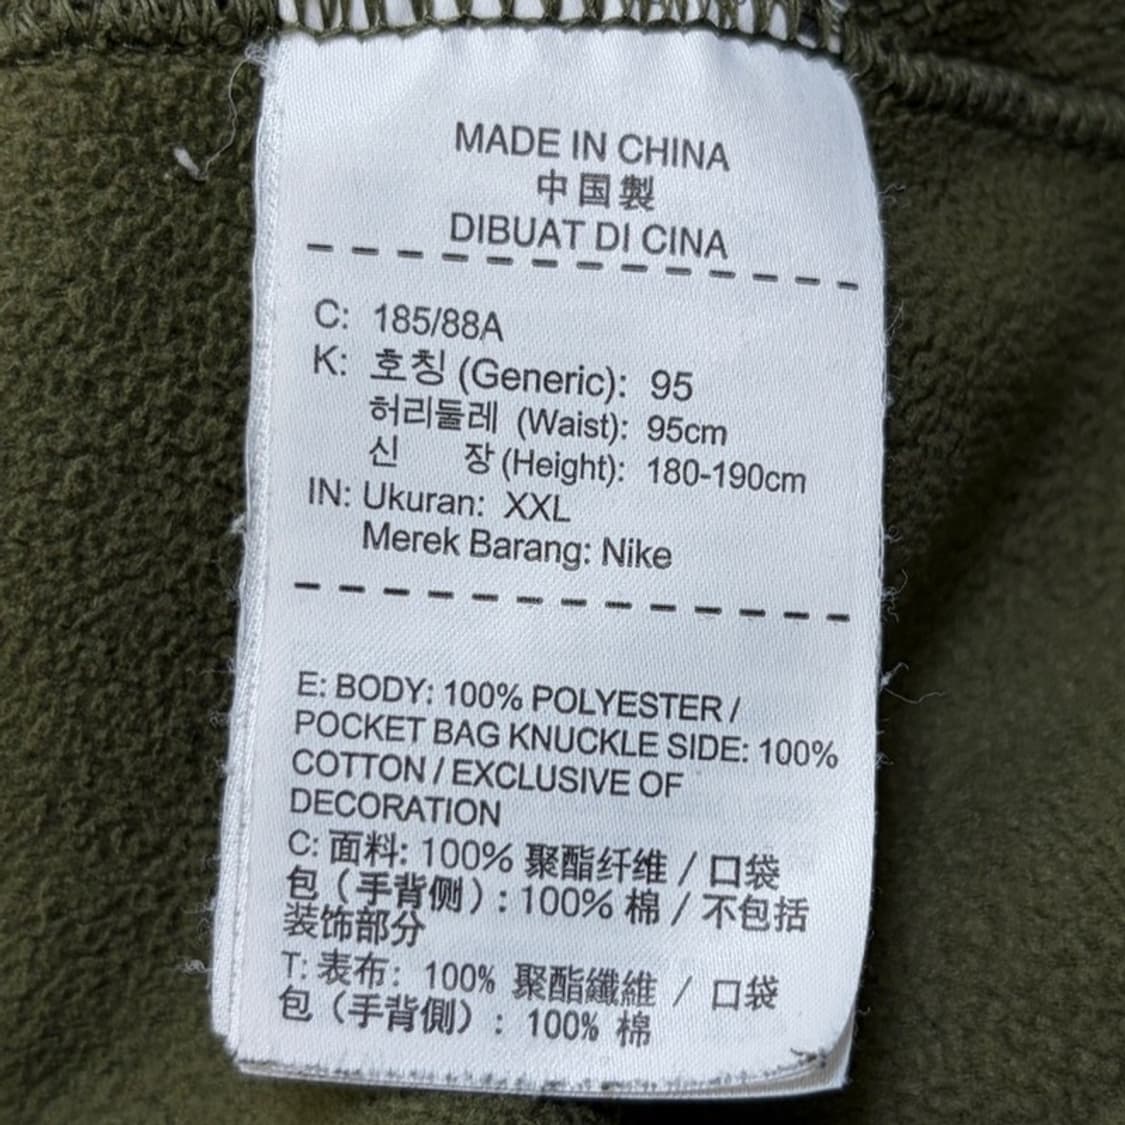 MADE IN CHINA
中国製
DIBUAT DI CINA
C: 185/88A
K: 호칭 (Generic): 95
허리둘레 (Waist): 95cm
신 장 (Height): 180-190cm
IN: Ukuran: XXL
Merek Barang: Nike
E: BODY: 100% POLYESTER /
POCKET BAG KNUCKLE SIDE: 100%
COTTON / EXCLUSIVE OF
DECORATION
C: 面料: 100% 聚酯纤维 / 口袋
包（手背侧）: 100% 棉 / 不包括
装饰部分
T: 表布: 100% 聚酯纖維 / 口袋
包（手背側）: 100% 棉